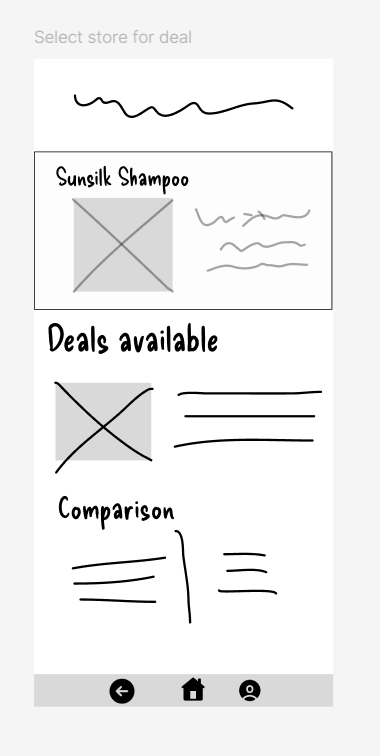 Select store for deal
Sunsilk Shampoo
Deals available
Comparison